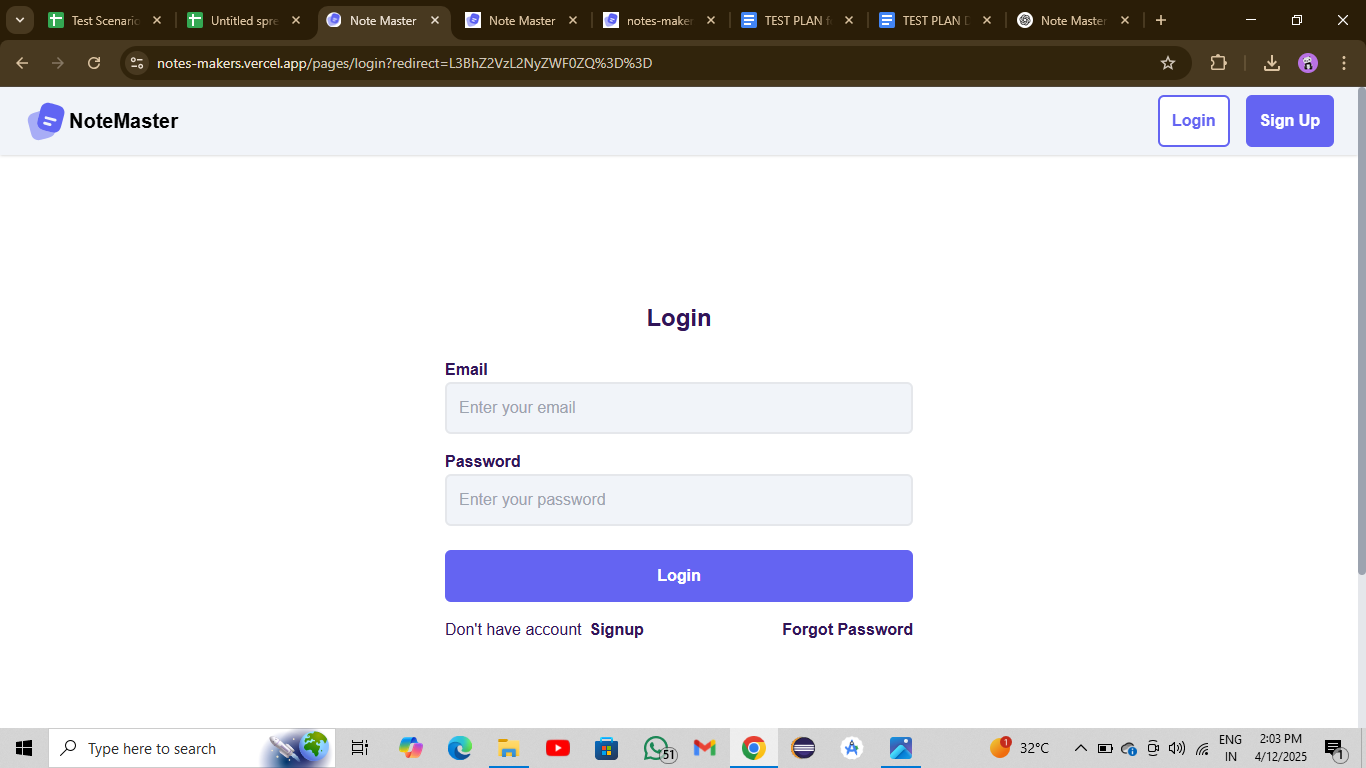 Test Scenario
Untitled spre
Note Master
Note Master
notes-maker
TEST PLAN f
TEST PLAN D
Note Master
notes-makers.vercel.app/pages/login?redirect=L3BhZ2VzL2NyZWF0ZQ%3D%3D
NoteMaster
Login
Sign Up
Login
Email
Enter your email
Password
Enter your password
Login
Don't have account Signup
Forgot Password
Type here to search
51
1
32°C
ENG
IN
2:03 PM
4/12/2025
1